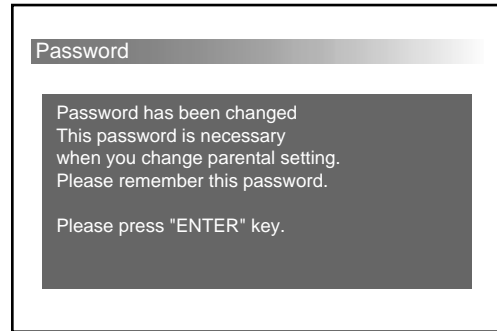 Password
Password has been changed
This password is necessary
when you change parental setting.
Please remember this password.
Please press "ENTER" key.